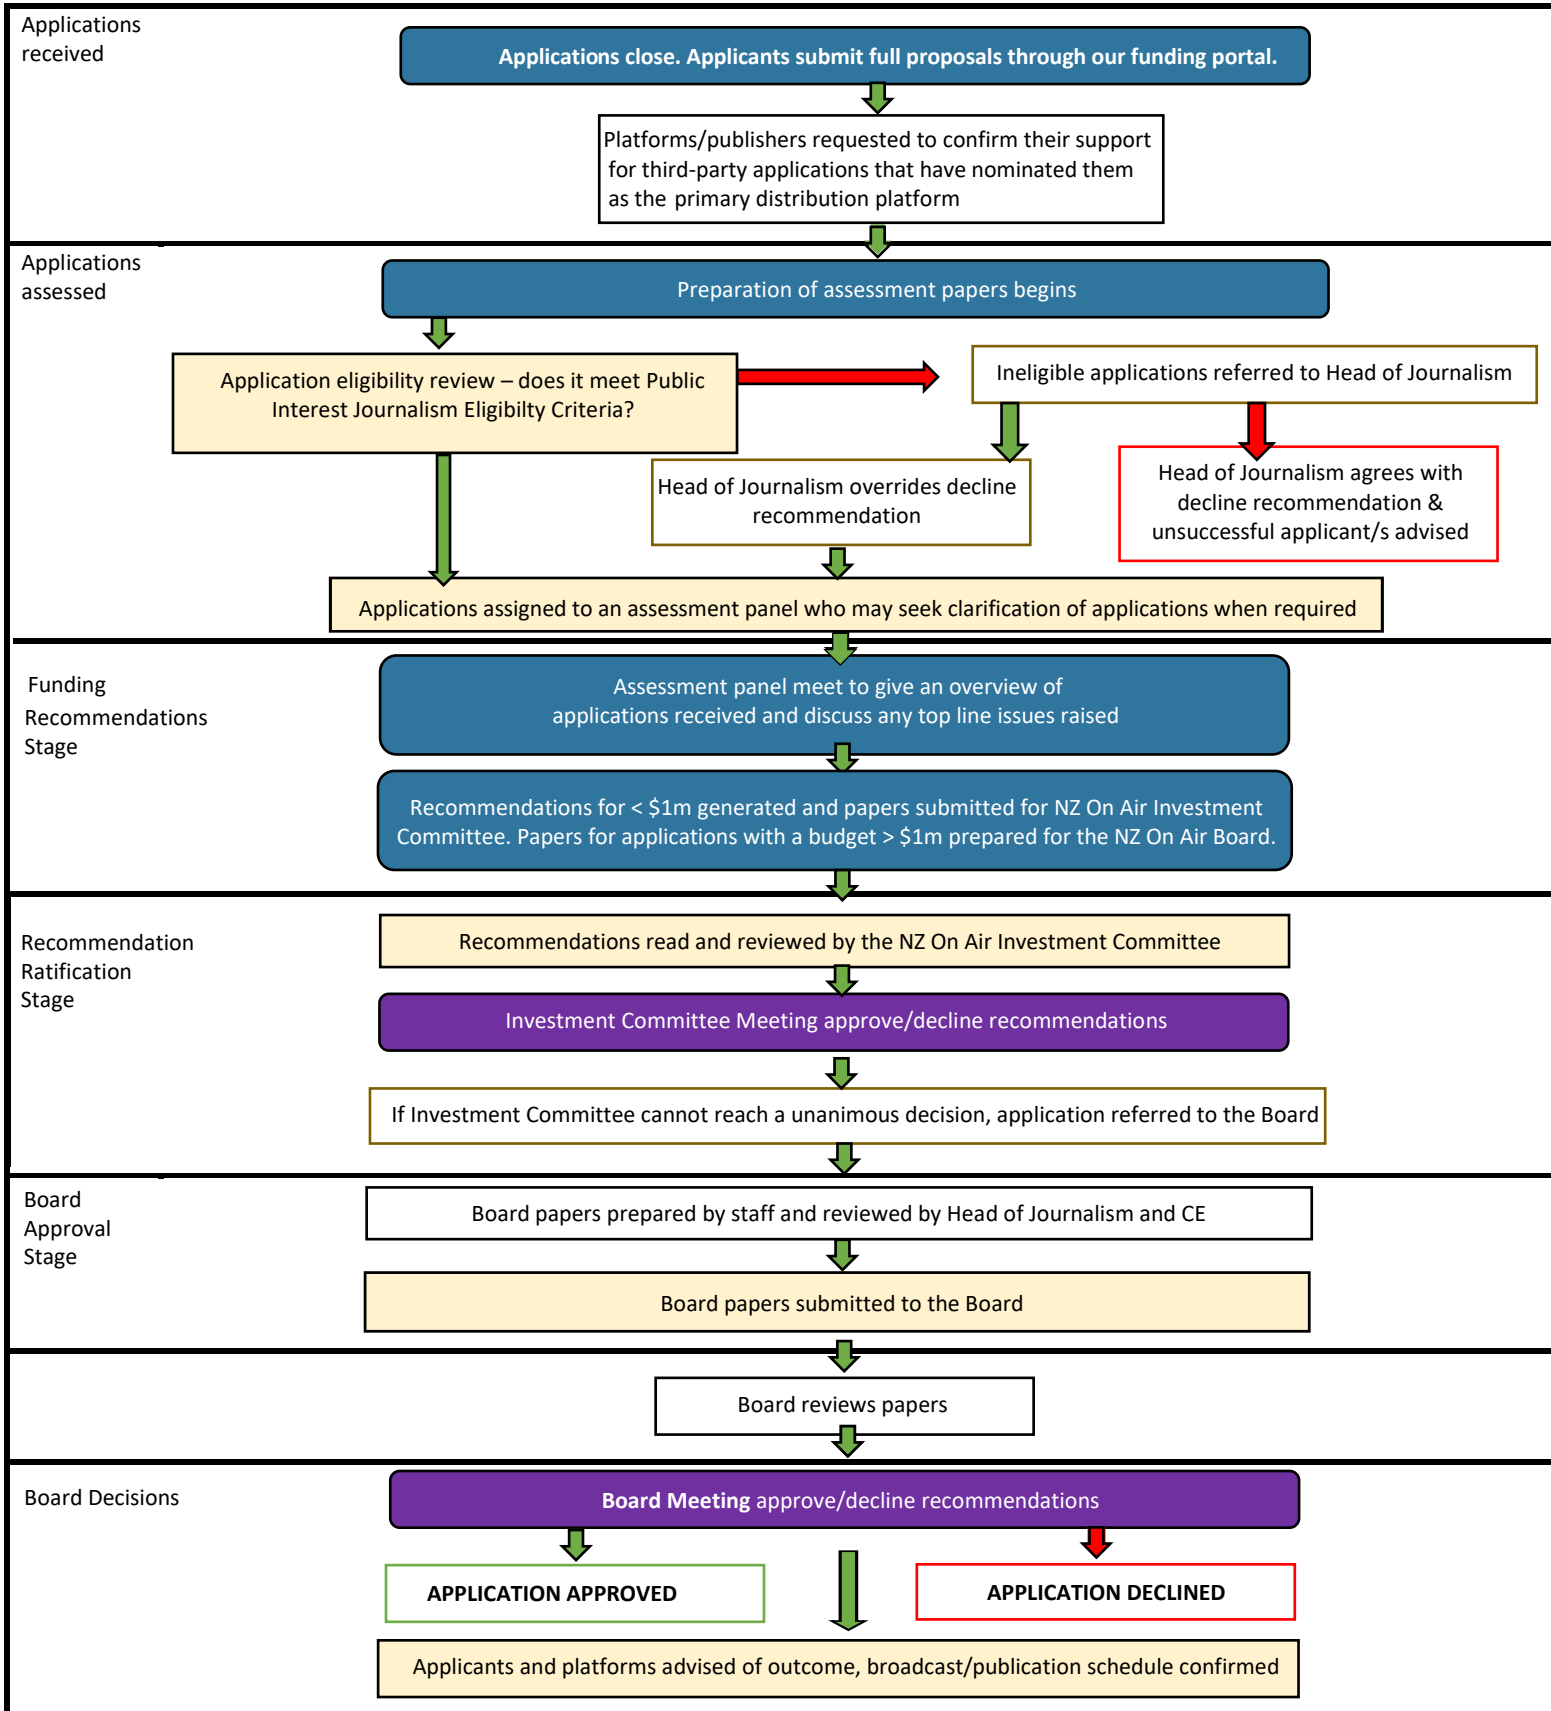 Applications
received
Applications close. Applicants submit full proposals through our funding portal.
Platforms/publishers requested to confirm their support
for third-party applications that have nominated them
as the primary distribution platform
Applications
assessed
Preparation of assessment papers begins
Application eligibility review – does it meet Public
Interest Journalism Eligibilty Criteria?
Ineligible applications referred to Head of Journalism
Head of Journalism overrides decline
recommendation
Head of Journalism agrees with
decline recommendation &
unsuccessful applicant/s advised
Applications assigned to an assessment panel who may seek clarification of applications when required
Funding
Recommendations
Stage
Assessment panel meet to give an overview of
applications received and discuss any top line issues raised
Recommendations for < $1m generated and papers submitted for NZ On Air Investment
Committee. Papers for applications with a budget > $1m prepared for the NZ On Air Board.
Recommendation
Ratification
Stage
Recommendations read and reviewed by the NZ On Air Investment Committee
Investment Committee Meeting approve/decline recommendations
If Investment Committee cannot reach a unanimous decision, application referred to the Board
Board
Approval
Stage
Board papers prepared by staff and reviewed by Head of Journalism and CE
Board papers submitted to the Board
Board reviews papers
Board Decisions
Board Meeting approve/decline recommendations
APPLICATION APPROVED
APPLICATION DECLINED
Applicants and platforms advised of outcome, broadcast/publication schedule confirmed